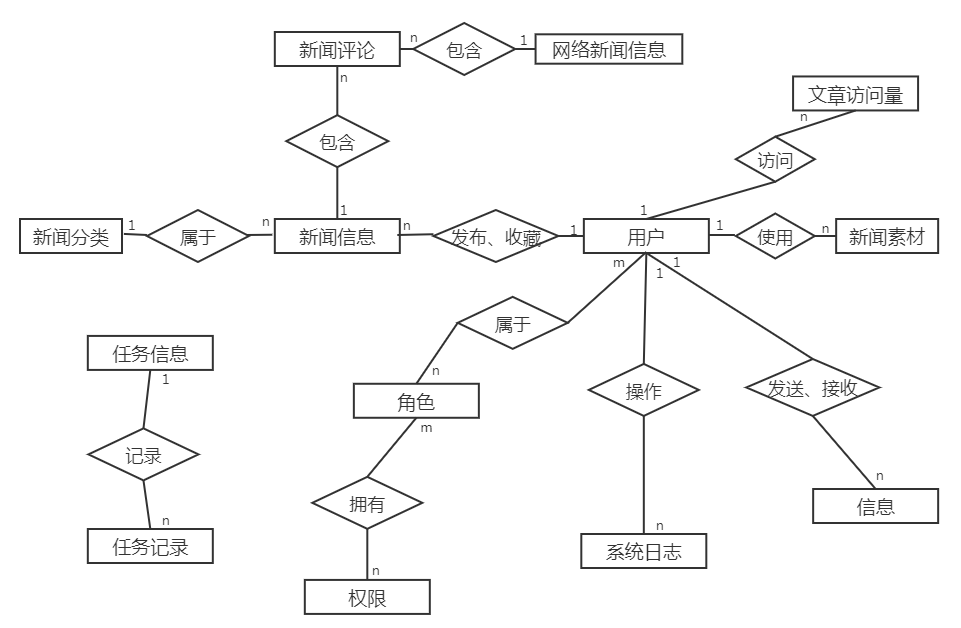 新闻评论
n
包含
1
网络新闻信息
n
包含
1
文章访问量
n
访问
1
新闻分类
1
属于
n
新闻信息
n
发布、收藏
1
用户
1
使用
n
新闻素材
m
1
1
属于
n
角色
m
拥有
n
权限
操作
n
系统日志
发送、接收
n
信息
任务信息
1
记录
n
任务记录